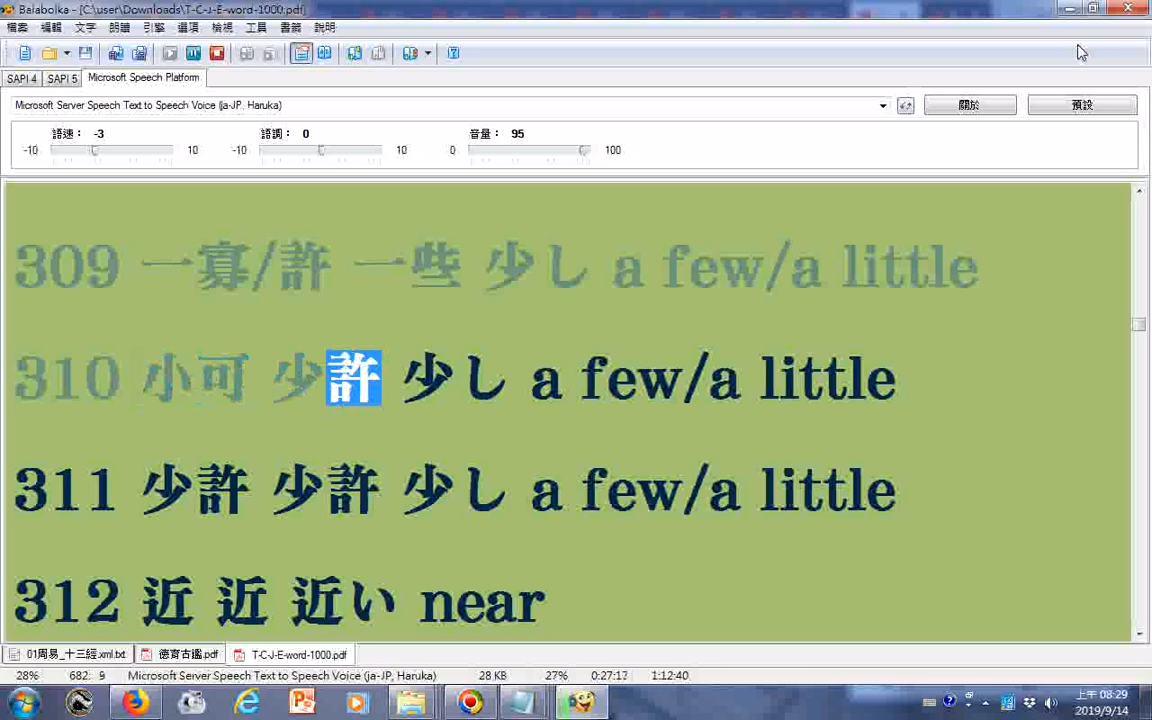 Balabolka - [C:\user\Downloads\T-C-J-E-word-1000.pdf]
檔案 編輯 文字 朗讀 引擎 選項 檢視 工具 書籤 說明
SAPI 4 SAPI 5 Microsoft Speech Platform
Microsoft Server Speech Text to Speech Voice (ja-JP, Haruka) 關於 預設
語速： -3 語調： 0 音量： 95
-10 10 -10 10 0 100
309 一寡/許 一些 少し a few/a little
310 小可 少許 少し a few/a little
311 少許 少許 少し a few/a little
312 近 近 近い near
01周易_十三經.xml.txt 德育古鑑.pdf T-C-J-E-word-1000.pdf
28% 682: 9 Microsoft Server Speech Text to Speech Voice (ja-JP, Haruka) 28 KB 27% 0:27:13 1:12:40
上午 08:29
2019/9/14